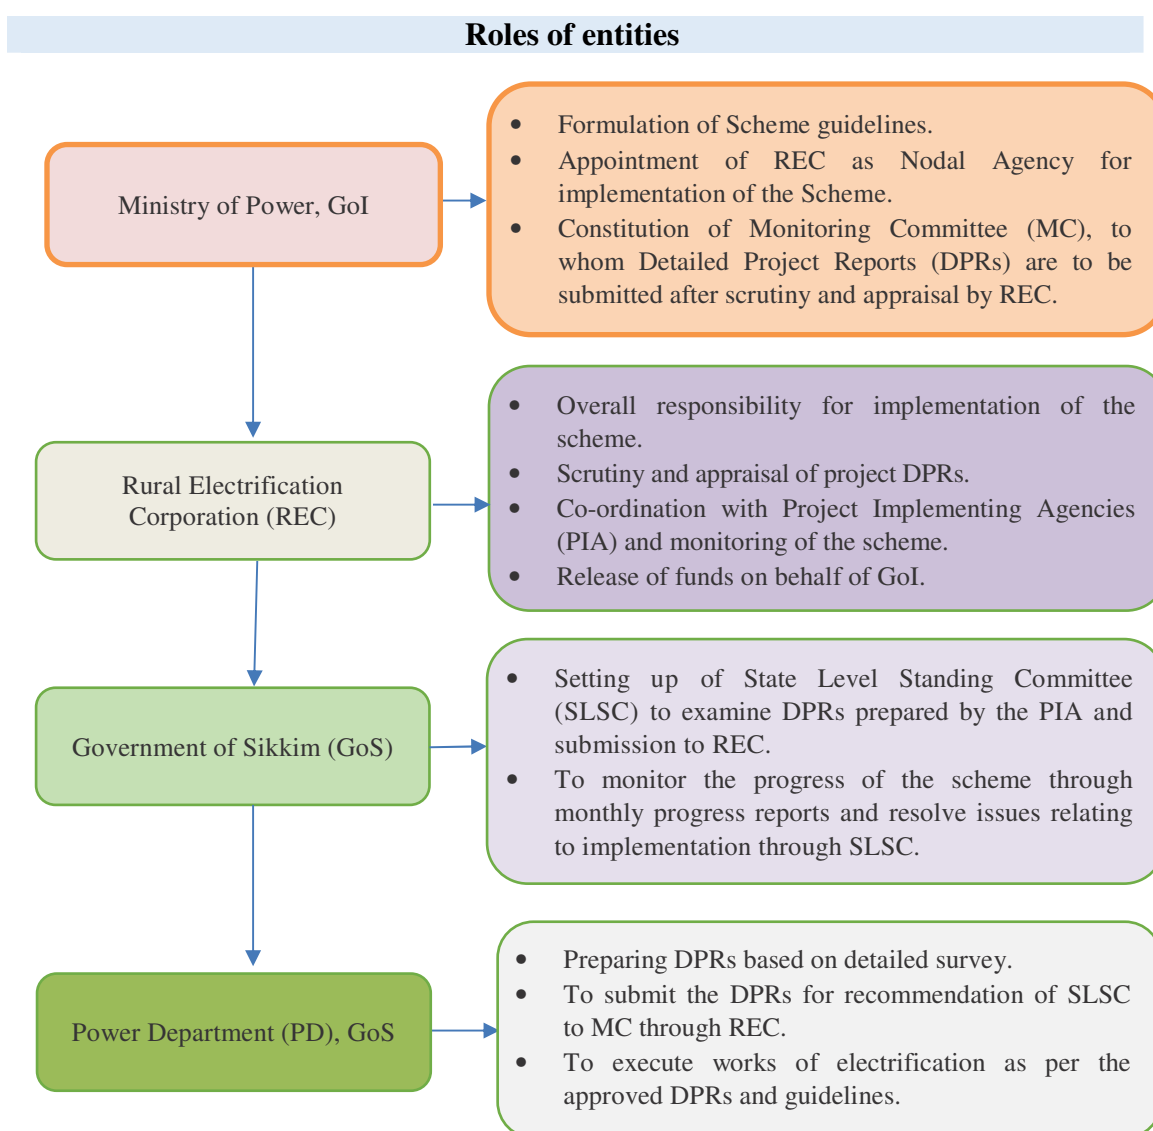 Roles of entities
Ministry of Power, GoI
• Formulation of Scheme guidelines.
• Appointment of REC as Nodal Agency for
implementation of the Scheme.
• Constitution of Monitoring Committee (MC), to
whom Detailed Project Reports (DPRs) are to be
submitted after scrutiny and appraisal by REC.
Rural Electrification
Corporation (REC)
• Overall responsibility for implementation of the
scheme.
• Scrutiny and appraisal of project DPRs.
• Co-ordination with Project Implementing Agencies
(PIA) and monitoring of the scheme.
• Release of funds on behalf of GoI.
Government of Sikkim (GoS)
• Setting up of State Level Standing Committee
(SLSC) to examine DPRs prepared by the PIA and
submission to REC.
• To monitor the progress of the scheme through
monthly progress reports and resolve issues relating
to implementation through SLSC.
Power Department (PD), GoS
• Preparing DPRs based on detailed survey.
• To submit the DPRs for recommendation of SLSC
to MC through REC.
• To execute works of electrification as per the
approved DPRs and guidelines.